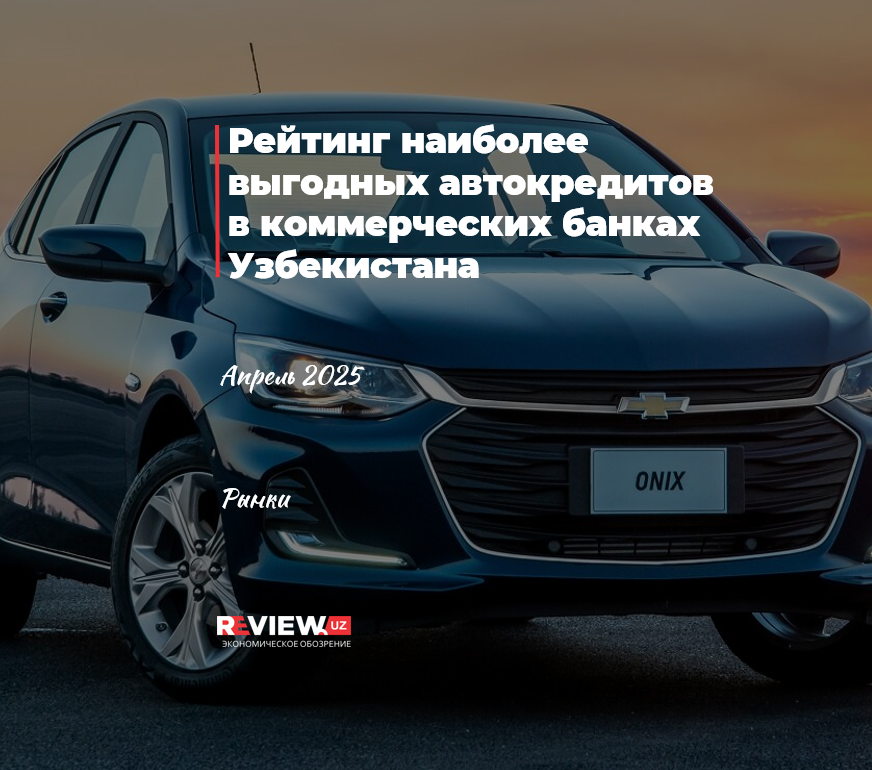 Рейтинг наиболее
выгодных автокредитов
в коммерческих банках
Узбекистана
Апрель 2025
ONIX
Рынки
REVIEW.UZ
ЭКОНОМИЧЕСКОЕ ОБОЗРЕНИЕ